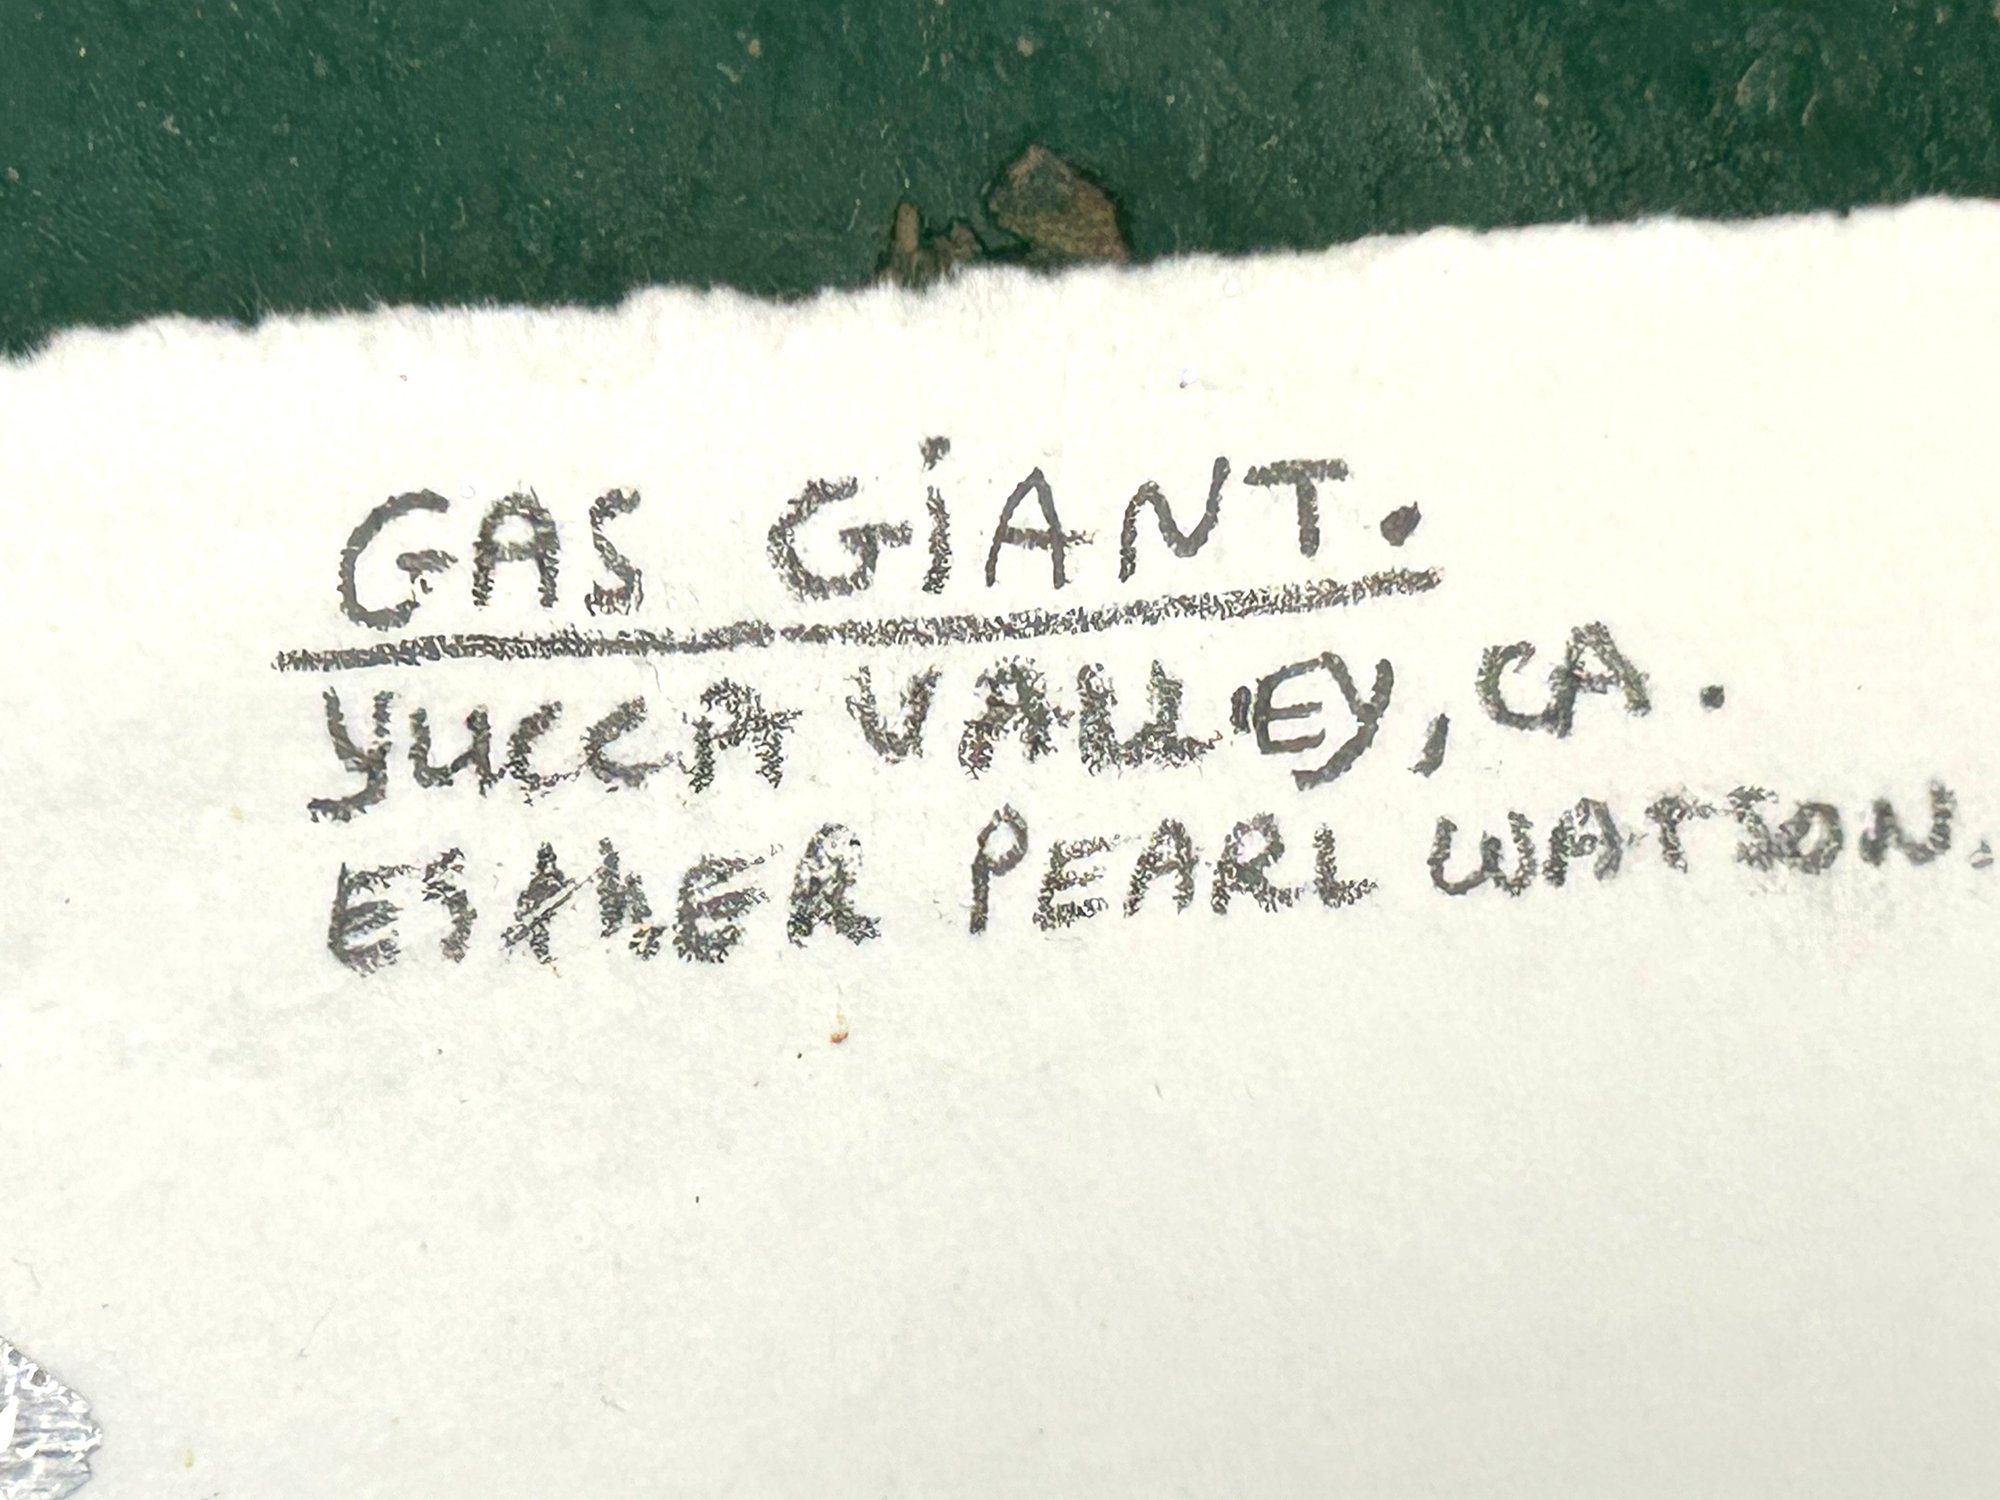 GAS GiANT.
YUCCA VALLEY, CA.
ESTHER PEARL WATSON.